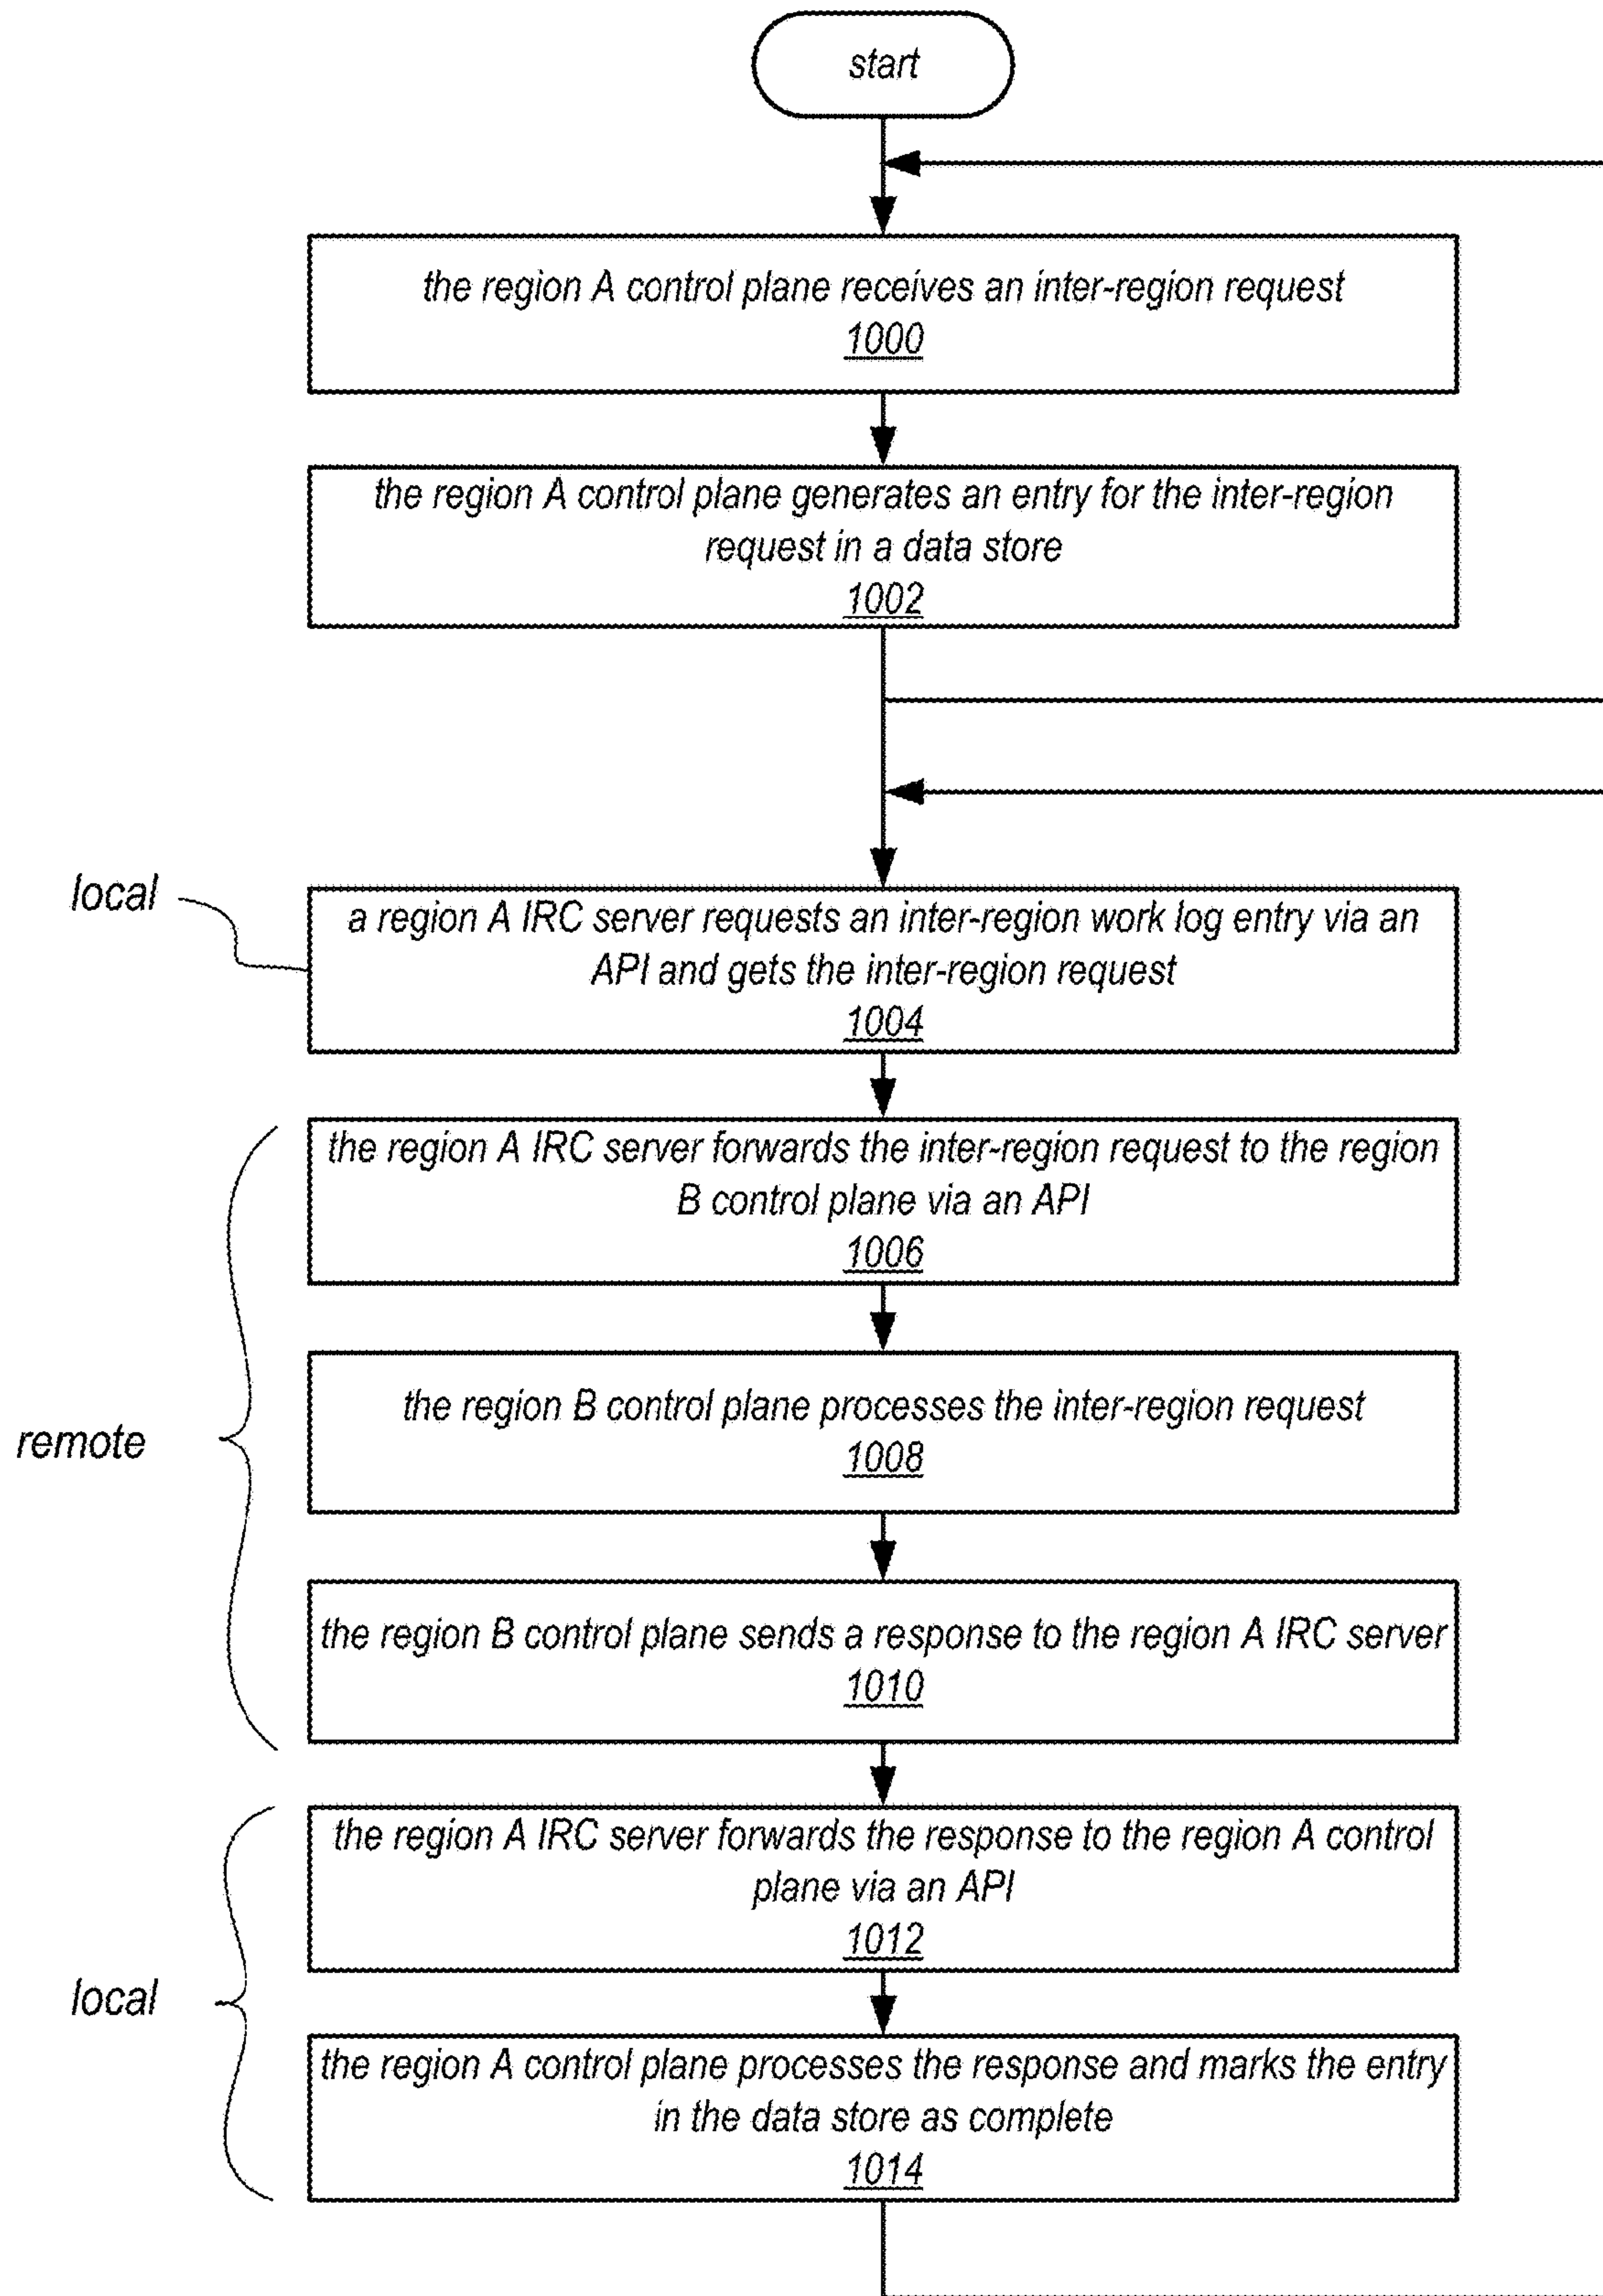 start
the region A control plane receives an inter-region request
1000
the region A control plane generates an entry for the inter-region
request in a data store
1002
local
a region A IRC server requests an inter-region work log entry via an
API and gets the inter-region request
1004
the region A IRC server forwards the inter-region request to the region
B control plane via an API
1006
remote
the region B control plane processes the inter-region request
1008
the region B control plane sends a response to the region A IRC server
1010
the region A IRC server forwards the response to the region A control
plane via an API
1012
local
the region A control plane processes the response and marks the entry
in the data store as complete
1014